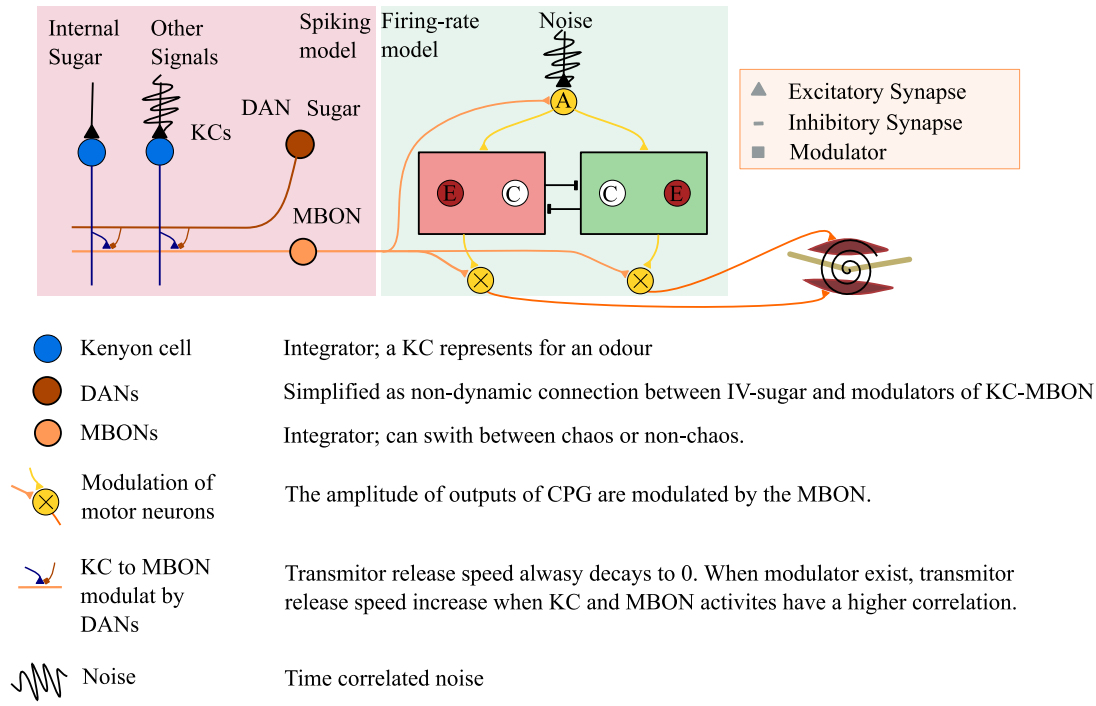 Internal
Sugar
Other
Signals
Spiking
model
Firing-rate
model
Noise
DAN Sugar
KCs
MBON
A
E
C
C
E
Excitatory Synapse
Inhibitory Synapse
Modulator
Kenyon cell
Integrator; a KC represents for an odour
DANs
Simplified as non-dynamic connection between IV-sugar and modulators of KC-MBON
MBONs
Integrator; can swith between chaos or non-chaos.
Modulation of
motor neurons
The amplitude of outputs of CPG are modulated by the MBON.
KC to MBON
modulat by
DANs
Transmitor release speed alwasy decays to 0. When modulator exist, transmitor
release speed increase when KC and MBON activites have a higher correlation.
Noise
Time correlated noise